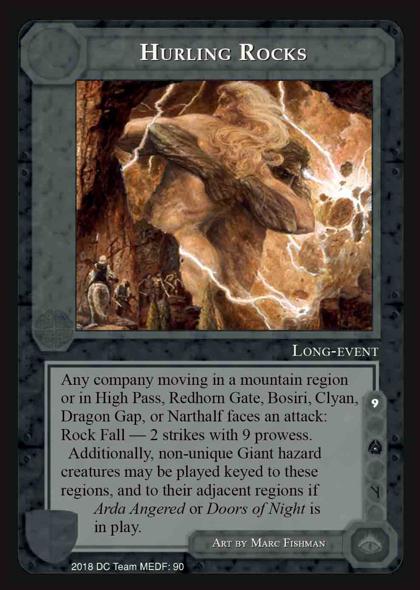 Hurling Rocks
Long-event
Any company moving in a mountain region
or in High Pass, Redhorn Gate, Bosiri, Clyan,
Dragon Gap, or Narthalf faces an attack:
Rock Fall — 2 strikes with 9 prowess.
Additionally, non-unique Giant hazard
creatures may be played keyed to these
regions, and to their adjacent regions if
Arda Angered or Doors of Night is
in play.
9
Art by Marc Fishman
2018 DC Team MEDF: 90